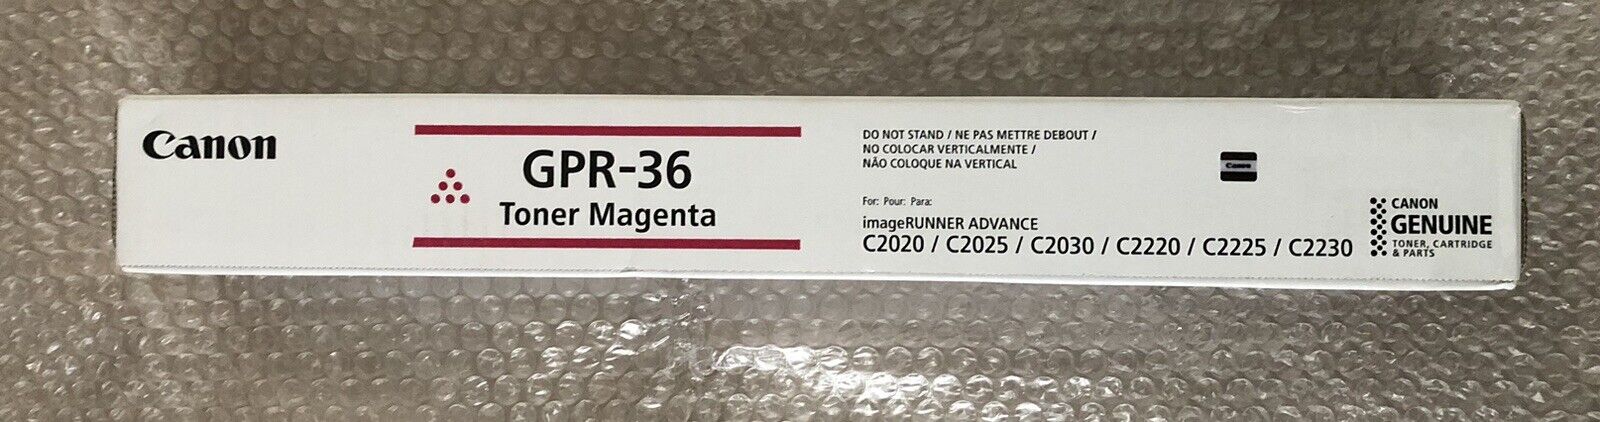 Canon
GPR-36
Toner Magenta
DO NOT STAND / NE PAS METTRE DEBOUT /
NO COLOCAR VERTICALMENTE /
NÃO COLOQUE NA VERTICAL
For: Pour: Para:
imageRUNNER ADVANCE
C2020 / C2025 / C2030 / C2220 / C2225 / C2230
Canon
CANON
GENUINE
TONER, CARTRIDGE
& PARTS